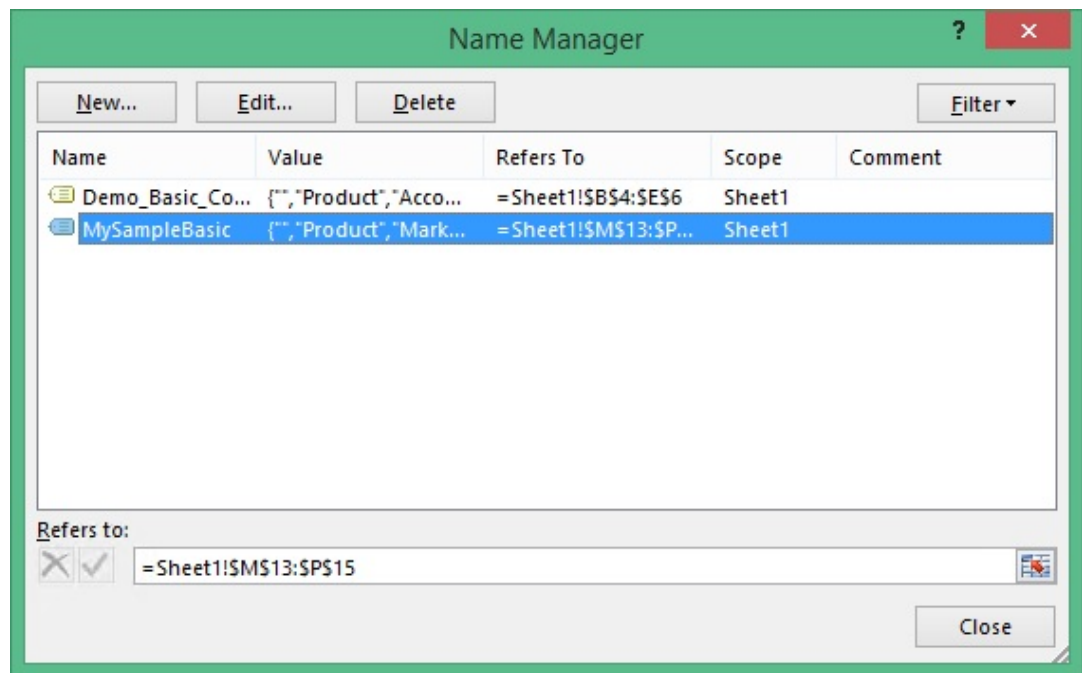 Name Manager
?
New... Edit... Delete Filter
Name Value Refers To Scope Comment
Demo_Basic_Co... {"","Product","Acco... =Sheet1!$B$4:$E$6 Sheet1
MySampleBasic {"","Product","Mark... =Sheet1!$M$13:$P... Sheet1
Refers to:
=Sheet1!$M$13:$P$15
Close